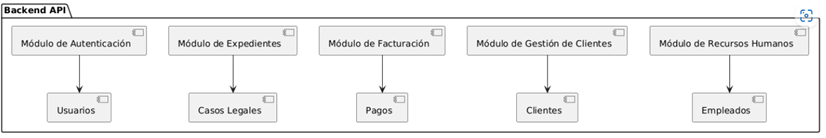 Backend API
Módulo de Autenticación
Módulo de Expedientes
Módulo de Facturación
Módulo de Gestión de Clientes
Módulo de Recursos Humanos
Usuarios
Casos Legales
Pagos
Clientes
Empleados